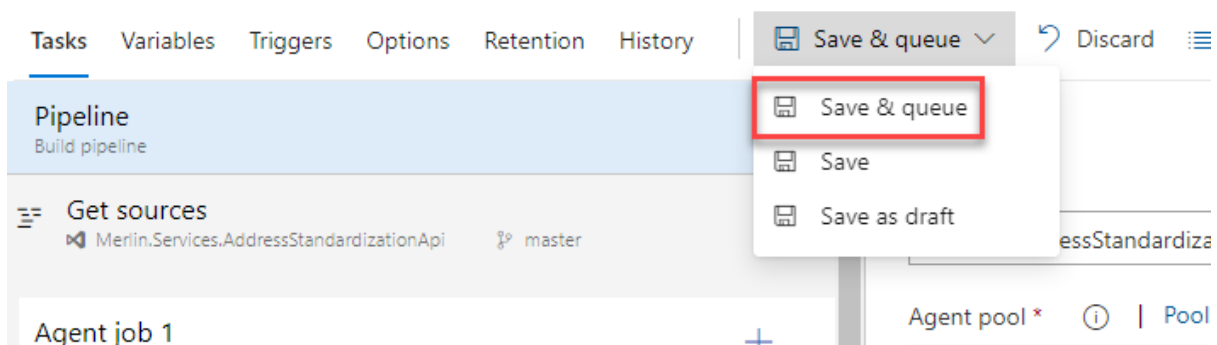 Tasks Variables Triggers Options Retention History Save & queue Discard
Pipeline
Build pipeline
Save & queue
Save
Save as draft
Get sources
Merlin.Services.AddressStandardizationApi master
essStandardiza
Agent job 1
Agent pool * | Pool